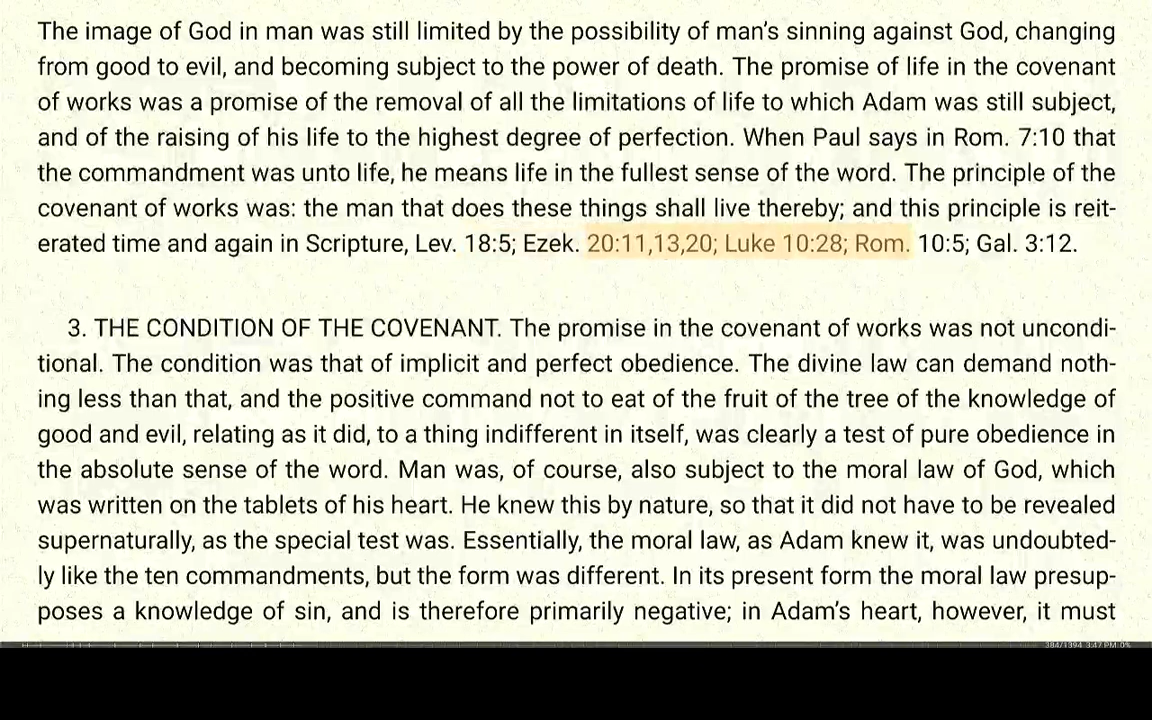 The image of God in man was still limited by the possibility of man's sinning against God, changing
from good to evil, and becoming subject to the power of death. The promise of life in the covenant
of works was a promise of the removal of all the limitations of life to which Adam was still subject,
and of the raising of his life to the highest degree of perfection. When Paul says in Rom. 7:10 that
the commandment was unto life, he means life in the fullest sense of the word. The principle of the
covenant of works was: the man that does these things shall live thereby; and this principle is reit-
erated time and again in Scripture, Lev. 18:5; Ezek. 20:11,13,20; Luke 10:28; Rom. 10:5; Gal. 3:12.
3. THE CONDITION OF THE COVENANT. The promise in the covenant of works was not uncondi-
tional. The condition was that of implicit and perfect obedience. The divine law can demand noth-
ing less than that, and the positive command not to eat of the fruit of the tree of the knowledge of
good and evil, relating as it did, to a thing indifferent in itself, was clearly a test of pure obedience in
the absolute sense of the word. Man was, of course, also subject to the moral law of God, which
was written on the tablets of his heart. He knew this by nature, so that it did not have to be revealed
supernaturally, as the special test was. Essentially, the moral law, as Adam knew it, was undoubted-
ly like the ten commandments, but the form was different. In its present form the moral law presup-
poses a knowledge of sin, and is therefore primarily negative; in Adam's heart, however, it must
384/1394 3:47 PM 0%